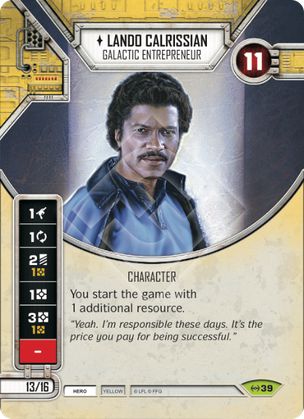 LANDO CALRISSIAN
GALACTIC ENTREPRENEUR
11
1
1
2
1
1
3
1
-
CHARACTER
You start the game with
1 additional resource.
"Yeah. I'm responsible these days. It's the
price you pay for being successful."
13/16
HERO
YELLOW
© LFL © FFG
39